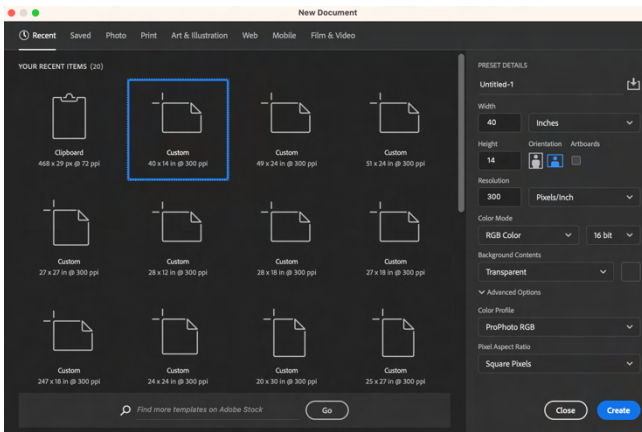 New Document
Recent Saved Photo Print Art & Illustration Web Mobile Film & Video
YOUR RECENT ITEMS (20)
Clipboard
468 x 29 px @ 72 ppi
Custom
40 x 14 in @ 300 ppi
Custom
49 x 24 in @ 300 ppi
Custom
51 x 24 in @ 300 ppi
Custom
27 x 27 in @ 300 ppi
Custom
28 x 12 in @ 300 ppi
Custom
28 x 18 in @ 300 ppi
Custom
27 x 18 in @ 300 ppi
Custom
247 x 18 in @ 300 ppi
Custom
24 x 24 in @ 300 ppi
Custom
20 x 30 in @ 300 ppi
Custom
25 x 27 in @ 300 ppi
Find more templates on Adobe Stock
Go
PRESET DETAILS
Untitled-1
Width
40 Inches
Height Orientation Artboards
14
Resolution
300 Pixels/Inch
Color Mode
RGB Color 16 bit
Background Contents
Transparent
Advanced Options
Color Profile
ProPhoto RGB
Pixel Aspect Ratio
Square Pixels
Close Create